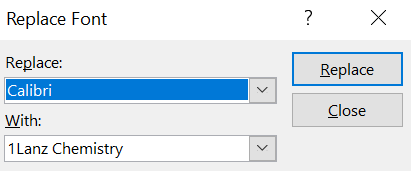 Replace Font ? ×
Replace:
Calibri
Replace
With:
1Lanz Chemistry
Close